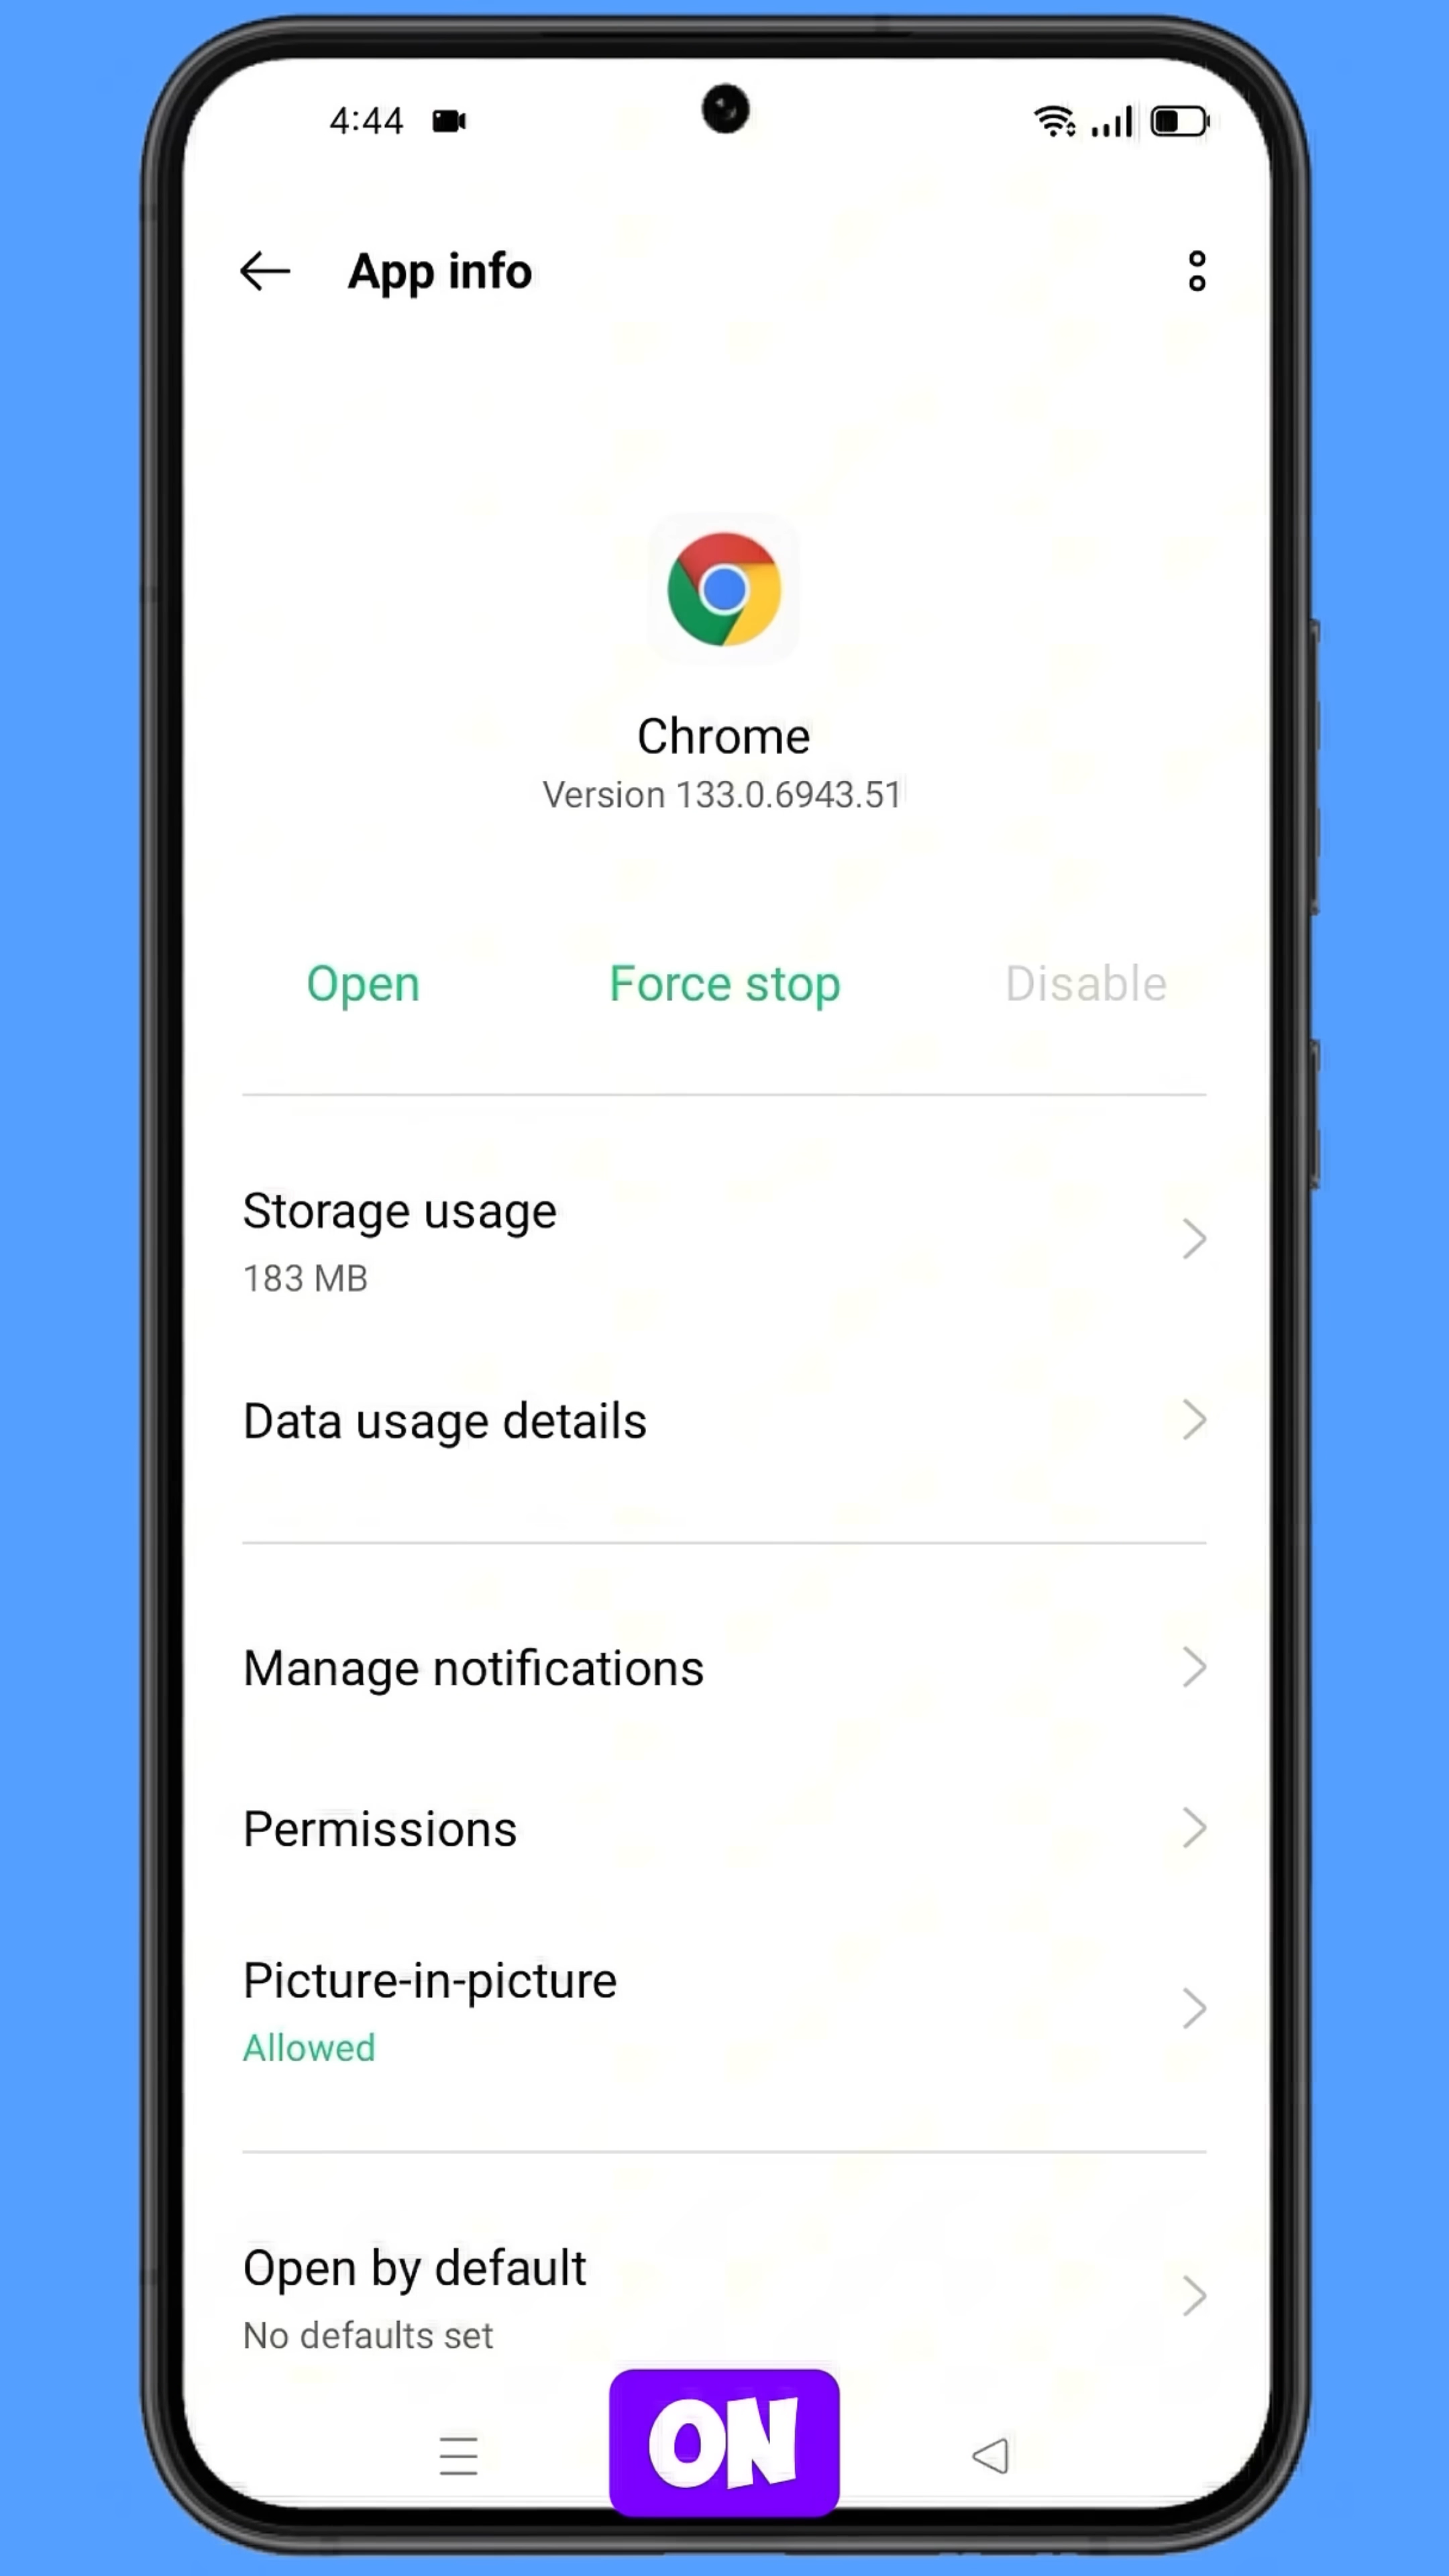 4:44
App info
Chrome
Version 133.0.6943.51
Open
Force stop
Disable
Storage usage
183 MB
Data usage details
Manage notifications
Permissions
Picture-in-picture
Allowed
Open by default
No defaults set
ON